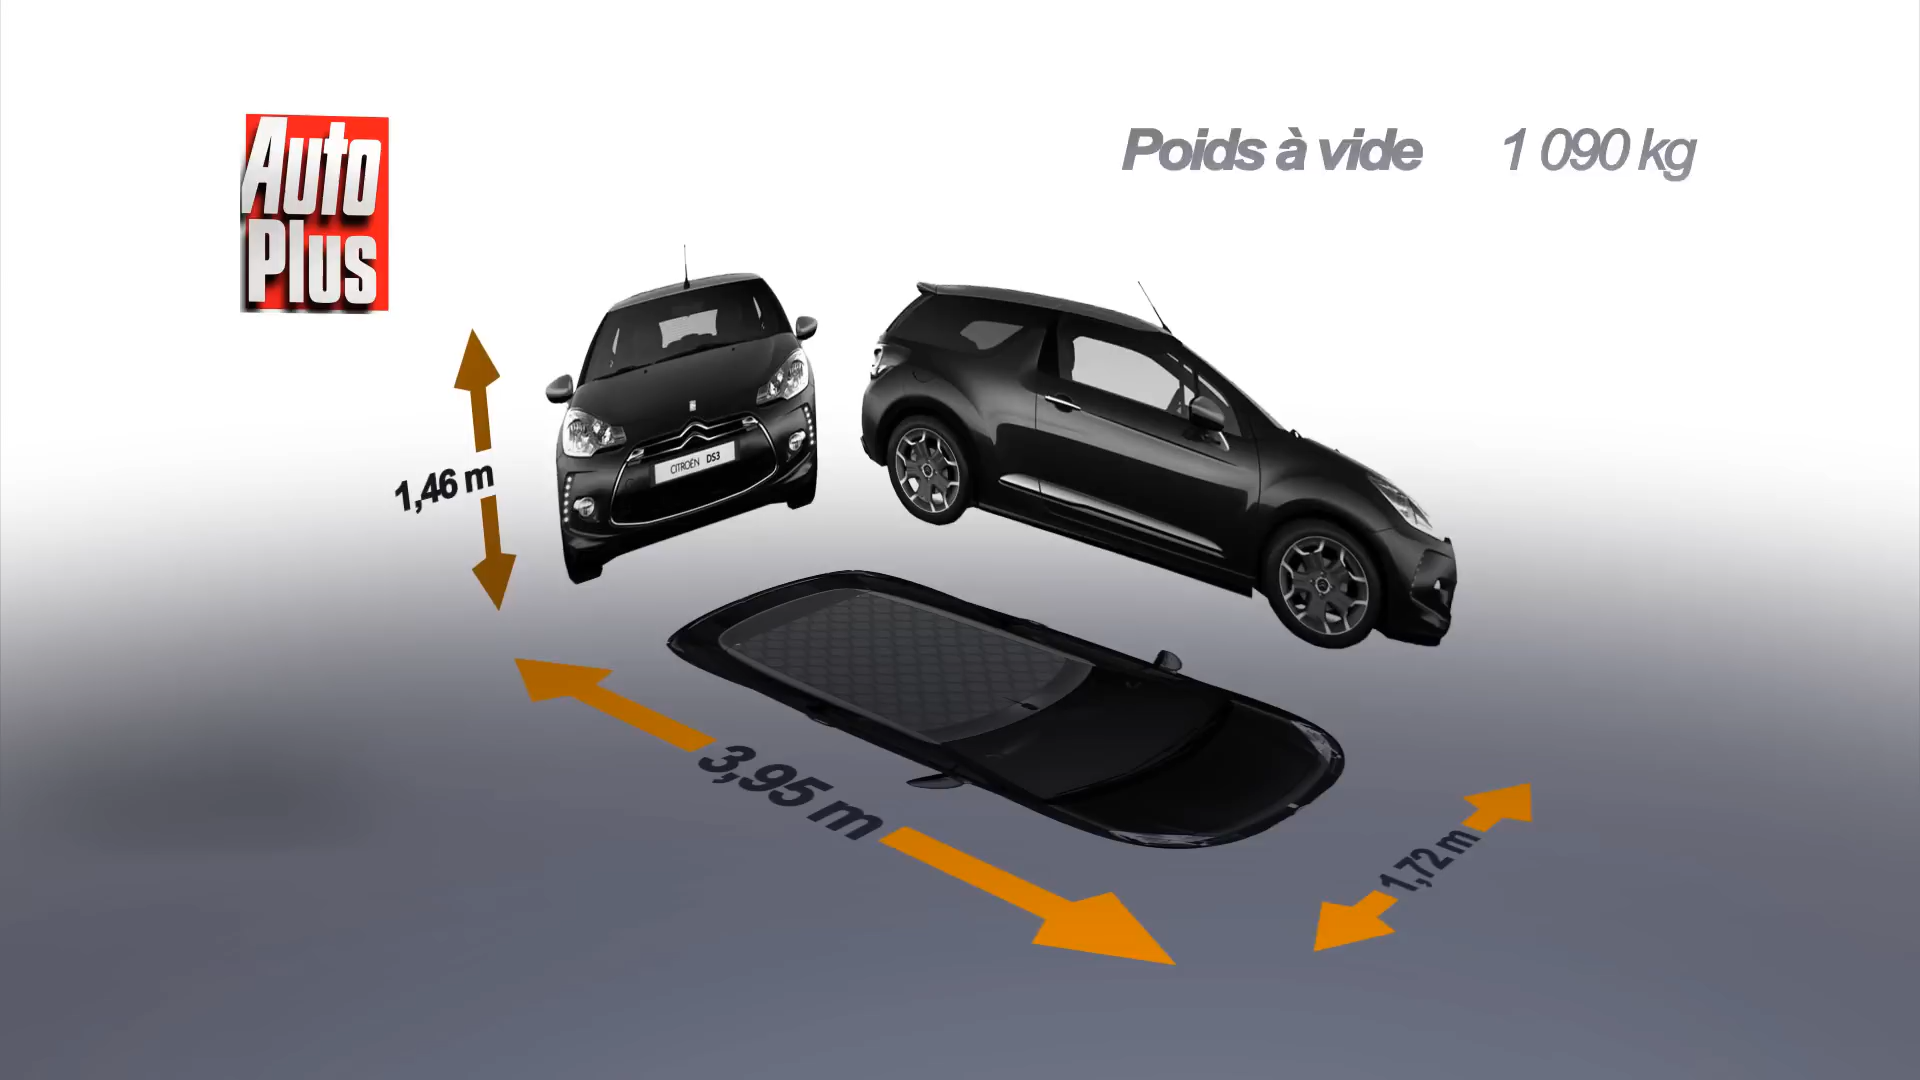 Auto
Plus
Poids à vide 1 090 kg
1,46 m
CITROËN DS3
3,95 m
1,72 m